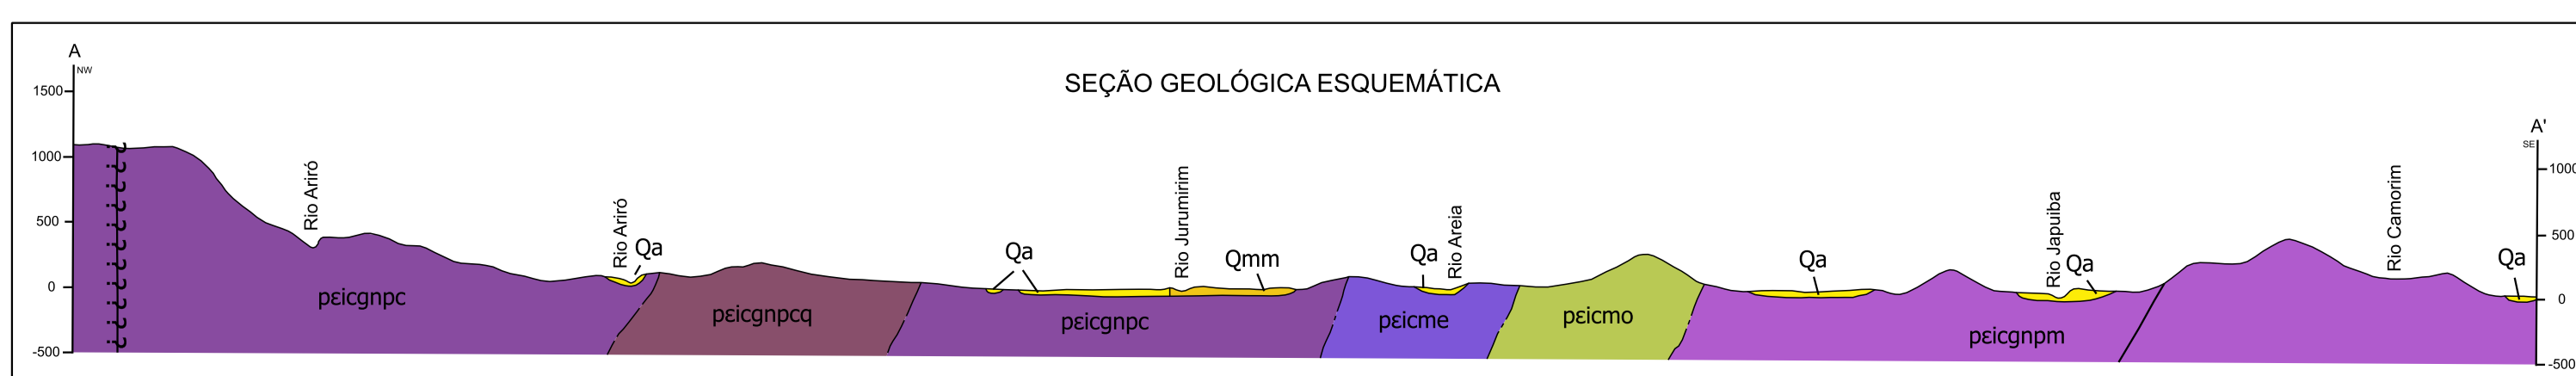 A
NW
SEÇÃO GEOLÓGICA ESQUEMÁTICA
A'
SE
1500
1000
500
0
-500
Rio Ariró
Rio Ariró
Qa
Qa
Rio Jurumirim
Qmm
Qa
Rio Areia
Qa
Rio Japuiba
Qa
Rio Camorim
Qa
pεicgnpc
pεicgnpcq
pεicgnpc
pεicme
pεicmo
pεicgnpm
1000
500
0
-500